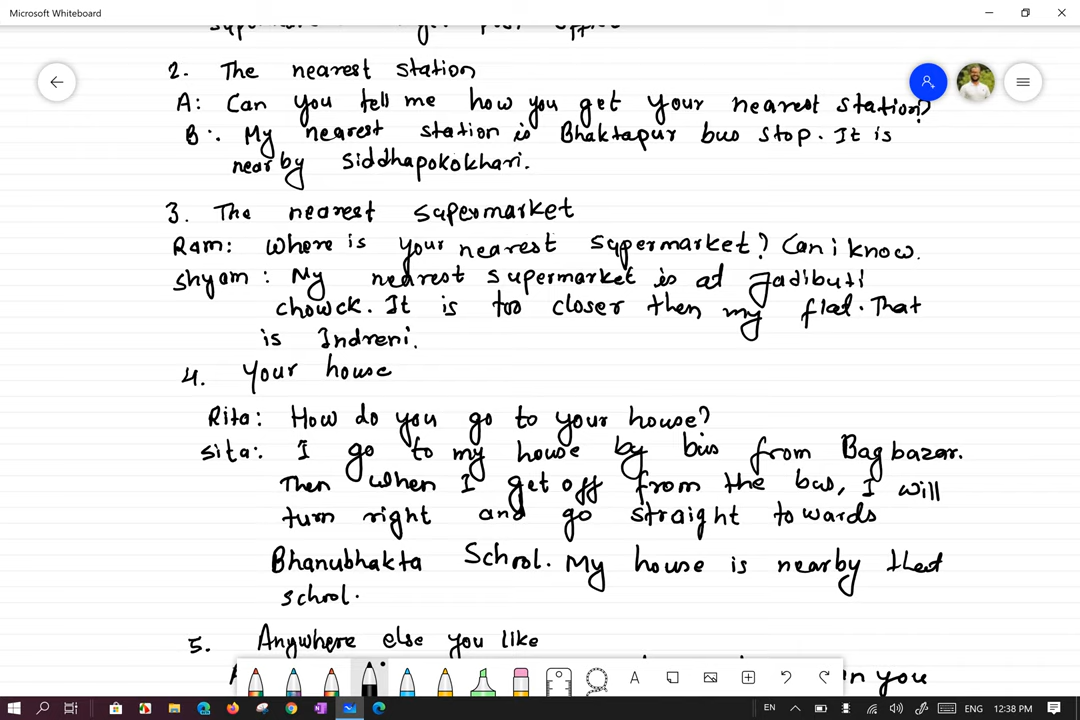 Microsoft Whiteboard
post office
2. The nearest station
A: Can you tell me how you get your nearest station?
B: My nearest station is Bhaktapur bus stop. It is
nearby Siddhapokokhari.
3. The nearest supermarket
Ram: Where is your nearest supermarket? Can i know.
Shyam: My nearest supermarket is at Jadibuti
chowck. It is too closer then my flat. That
is Indreni.
4. Your house
Rita: How do you go to your house?
Sita: I go to my house by bus from Bagbazar.
Then when I get off from the bus, I will
turn right and go straight towards
Bhanubhakta School. My house is nearby that
school.
5. Anywhere else you like
you
EN ENG 12:38 PM